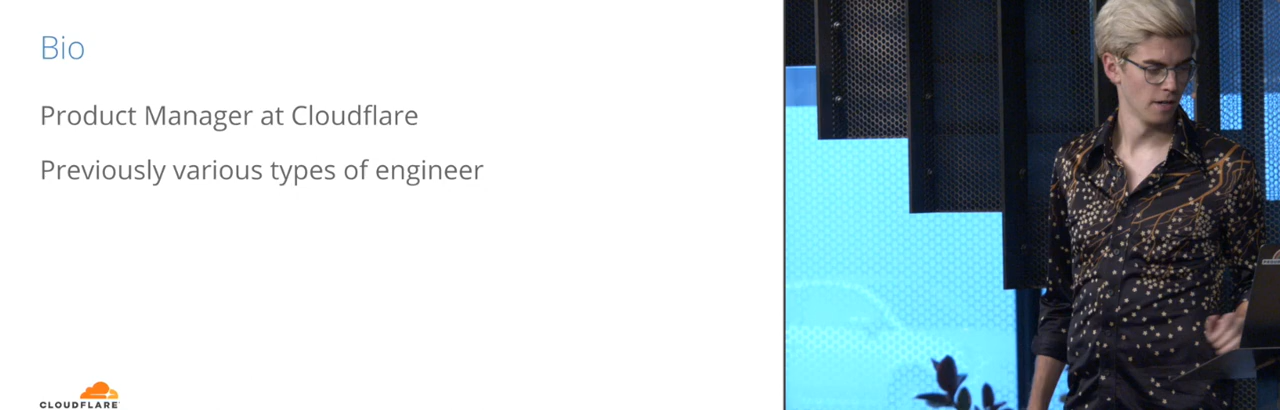 Bio
Product Manager at Cloudflare
Previously various types of engineer
CLOUDFLARE